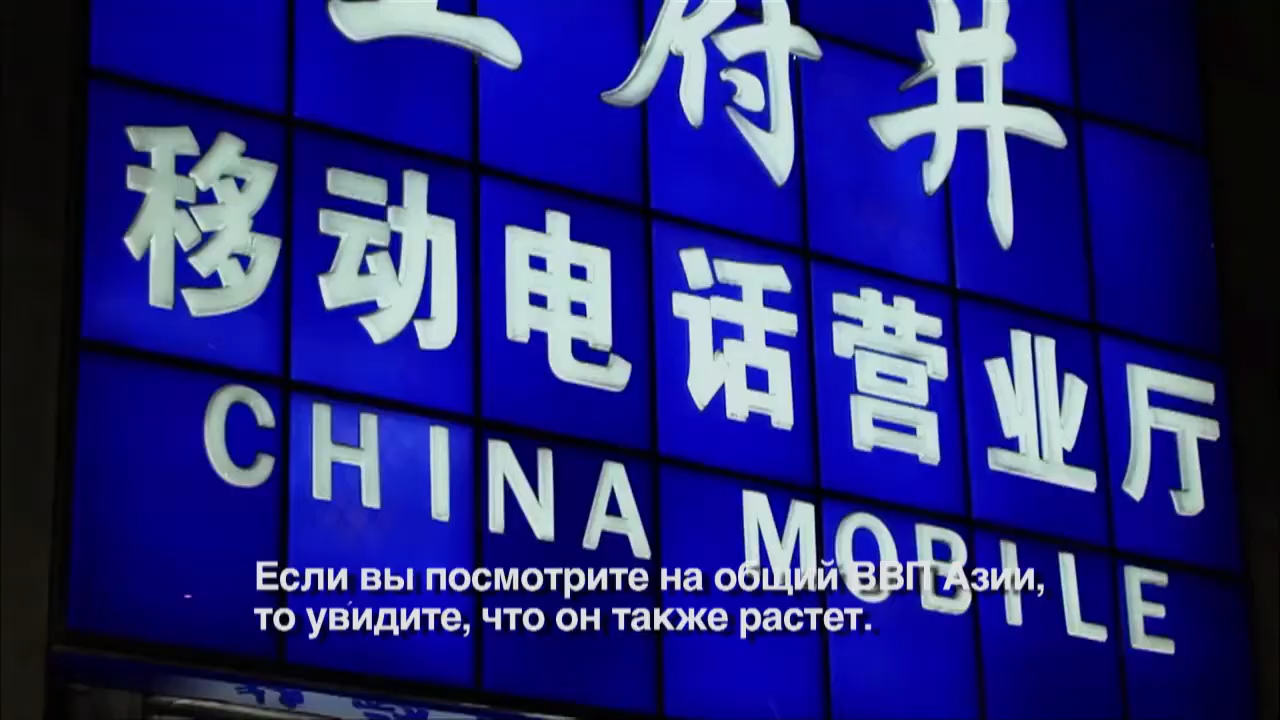 王府井
移动电话营业厅
CHINA MOBILE
Если вы посмотрите на общий ВВП Азии,
то увидите, что он также растет.